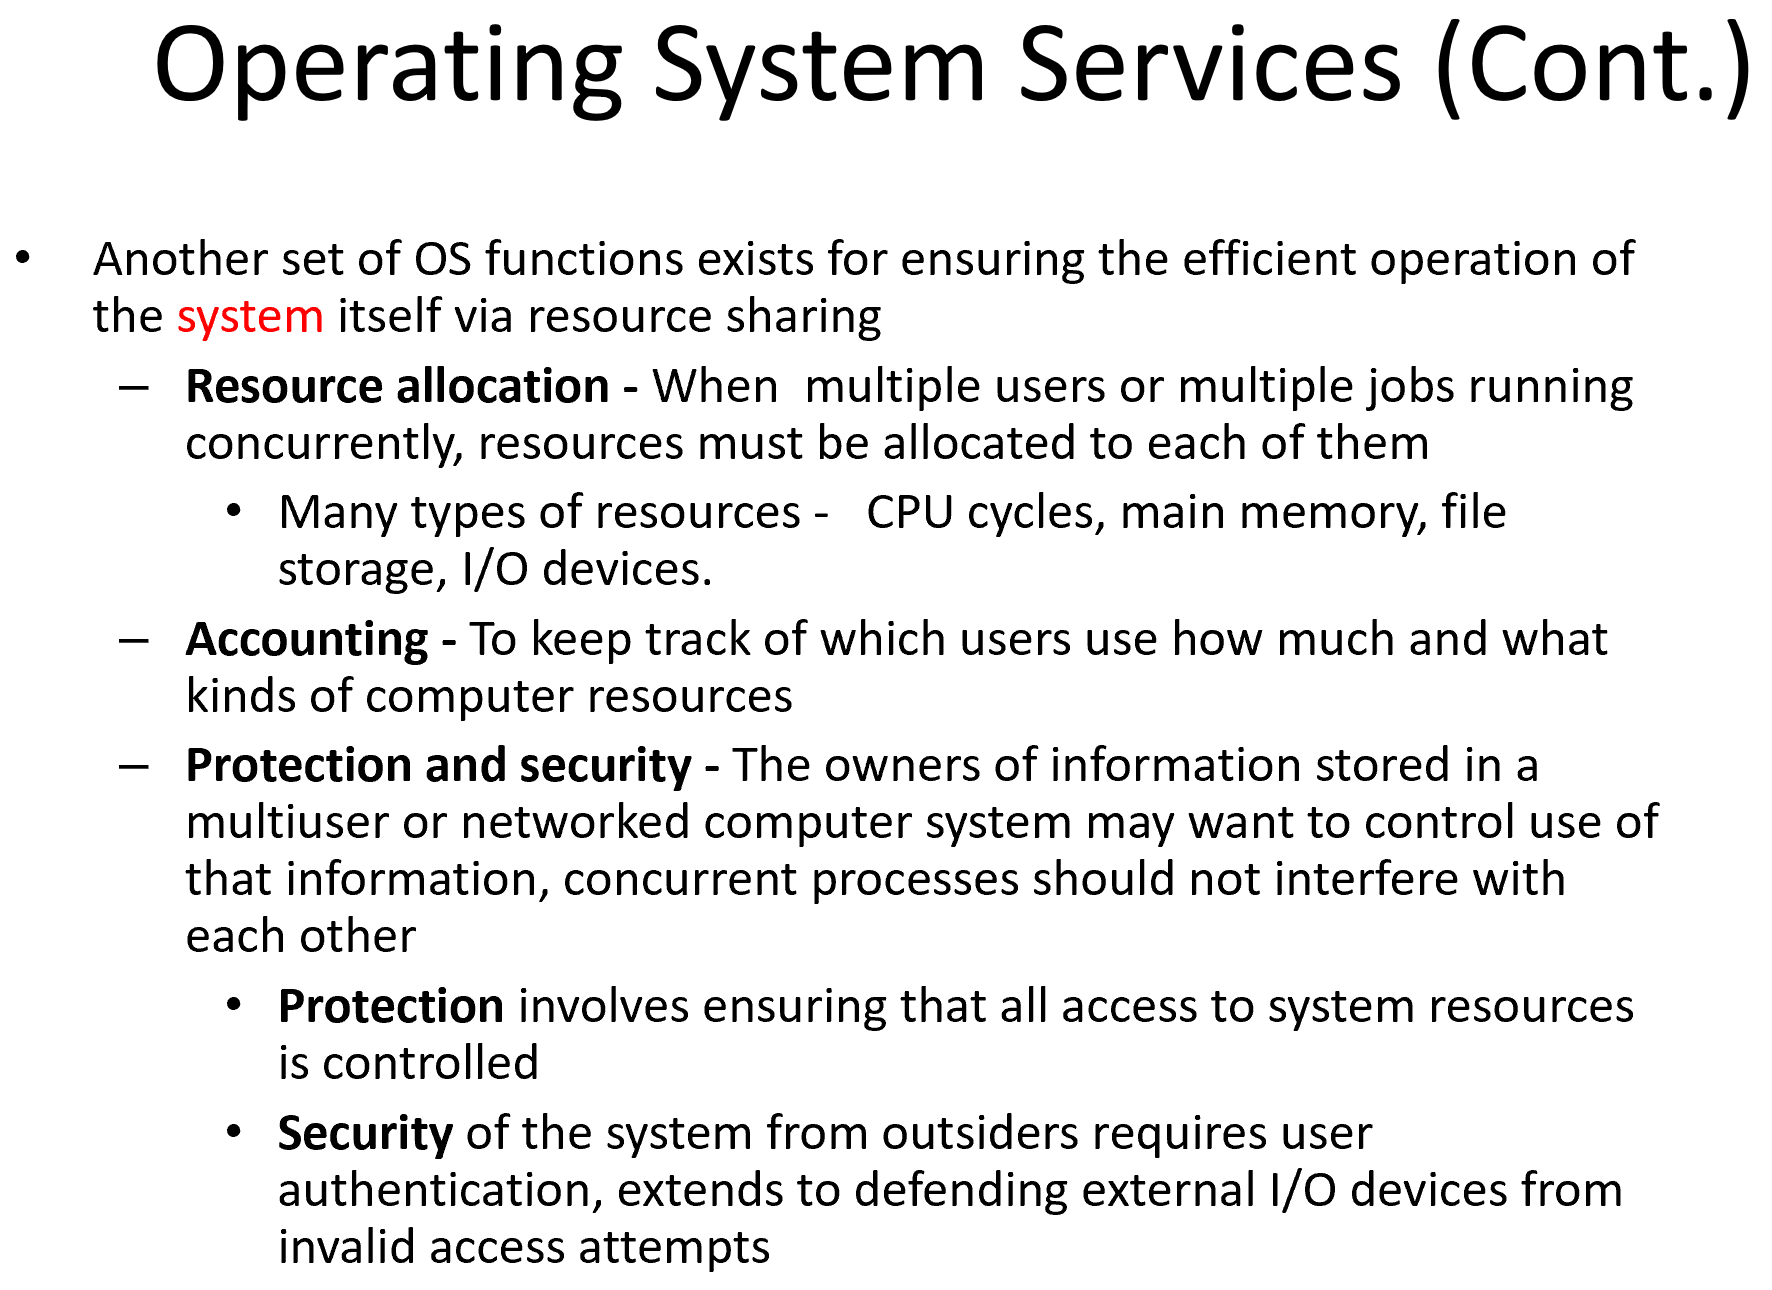 Operating System Services (Cont.)
• Another set of OS functions exists for ensuring the efficient operation of
the system itself via resource sharing
– Resource allocation - When  multiple users or multiple jobs running
concurrently, resources must be allocated to each of them
• Many types of resources -   CPU cycles, main memory, file
storage, I/O devices.
– Accounting - To keep track of which users use how much and what
kinds of computer resources
– Protection and security - The owners of information stored in a
multiuser or networked computer system may want to control use of
that information, concurrent processes should not interfere with
each other
• Protection involves ensuring that all access to system resources
is controlled
• Security of the system from outsiders requires user
authentication, extends to defending external I/O devices from
invalid access attempts